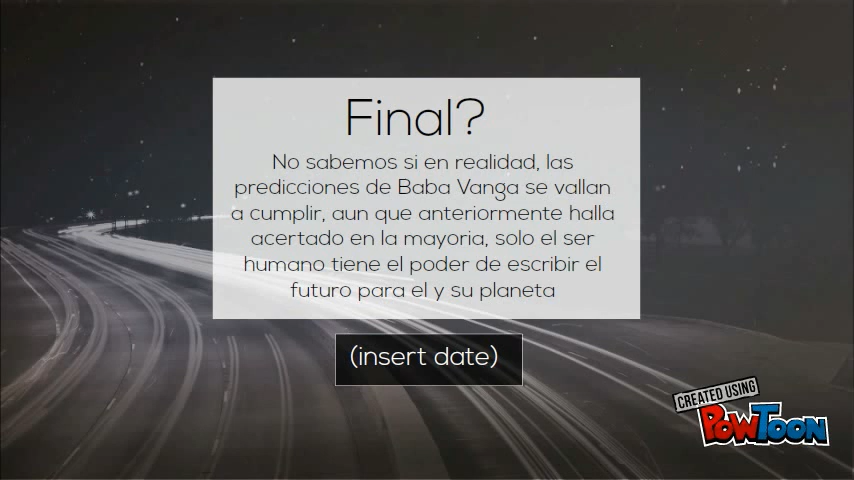 Final?
No sabemos si en realidad, las
predicciones de Baba Vanga se vallan
a cumplir, aun que anteriormente halla
acertado en la mayoria, solo el ser
humano tiene el poder de escribir el
futuro para el y su planeta
(insert date)
CREATED USING
POWTOON